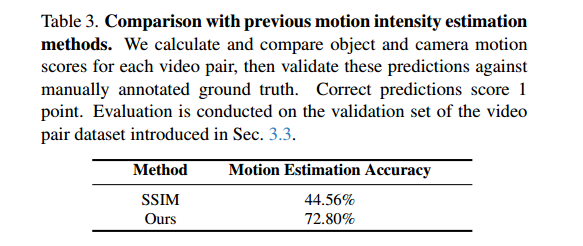 Table 3. Comparison with previous motion intensity estimation
methods. We calculate and compare object and camera motion
scores for each video pair, then validate these predictions against
manually annotated ground truth. Correct predictions score 1
point. Evaluation is conducted on the validation set of the video
pair dataset introduced in Sec. 3.3.
Method Motion Estimation Accuracy
SSIM 44.56%
Ours 72.80%